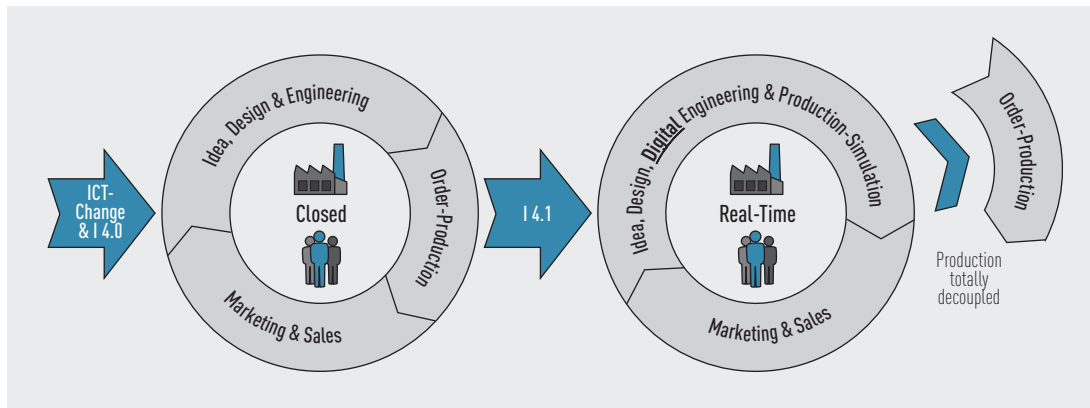 ICT-
Change
& I 4.0
Idea, Design & Engineering
Closed
Order-Production
Marketing & Sales
I 4.1
Idea, Design, Digital Engineering & Production-Simulation
Real-Time
Marketing & Sales
Order-Production
Production
totally
decoupled